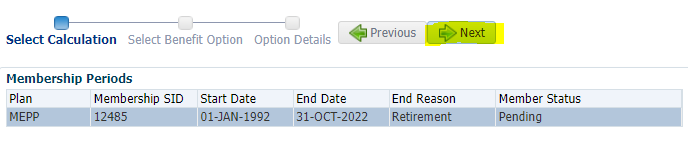 Select Calculation Select Benefit Option Option Details Previous Next
Membership Periods
Plan Membership SID Start Date End Date End Reason Member Status
MEPP 12485 01-JAN-1992 31-OCT-2022 Retirement Pending